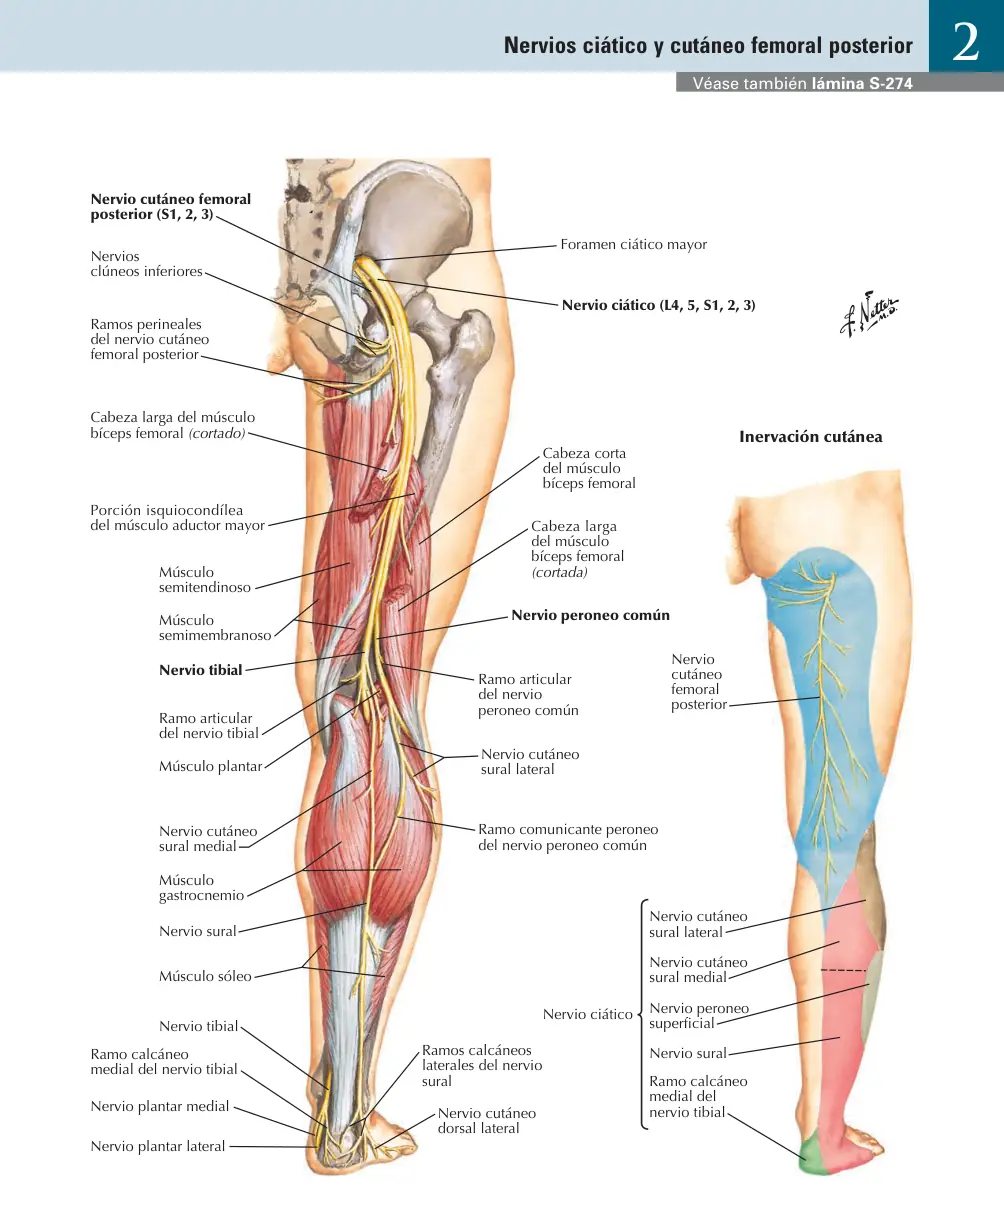 Nervios ciático y cutáneo femoral posterior
2
Véase también lámina S-274
Nervio cutáneo femoral
posterior (S1, 2, 3)
Nervios
clúneos inferiores
Ramos perineales
del nervio cutáneo
femoral posterior
Cabeza larga del músculo
bíceps femoral (cortado)
Porción isquiocondílea
del músculo aductor mayor
Músculo
semitendinoso
Músculo
semimembranoso
Nervio tibial
Ramo articular
del nervio tibial
Músculo plantar
Nervio cutáneo
sural medial
Músculo
gastrocnemio
Nervio sural
Músculo sóleo
Nervio tibial
Ramo calcáneo
medial del nervio tibial
Nervio plantar medial
Nervio plantar lateral
Foramen ciático mayor
Nervio ciático (L4, 5, S1, 2, 3)
F. Netter
M.D.
Cabeza corta
del músculo
bíceps femoral
Cabeza larga
del músculo
bíceps femoral
(cortada)
Nervio peroneo común
Ramo articular
del nervio
peroneo común
Nervio cutáneo
sural lateral
Ramo comunicante peroneo
del nervio peroneo común
Ramos calcáneos
laterales del nervio
sural
Nervio cutáneo
dorsal lateral
Inervación cutánea
Nervio
cutáneo
femoral
posterior
Nervio ciático
Nervio cutáneo
sural lateral
Nervio cutáneo
sural medial
Nervio peroneo
superficial
Nervio sural
Ramo calcáneo
medial del
nervio tibial